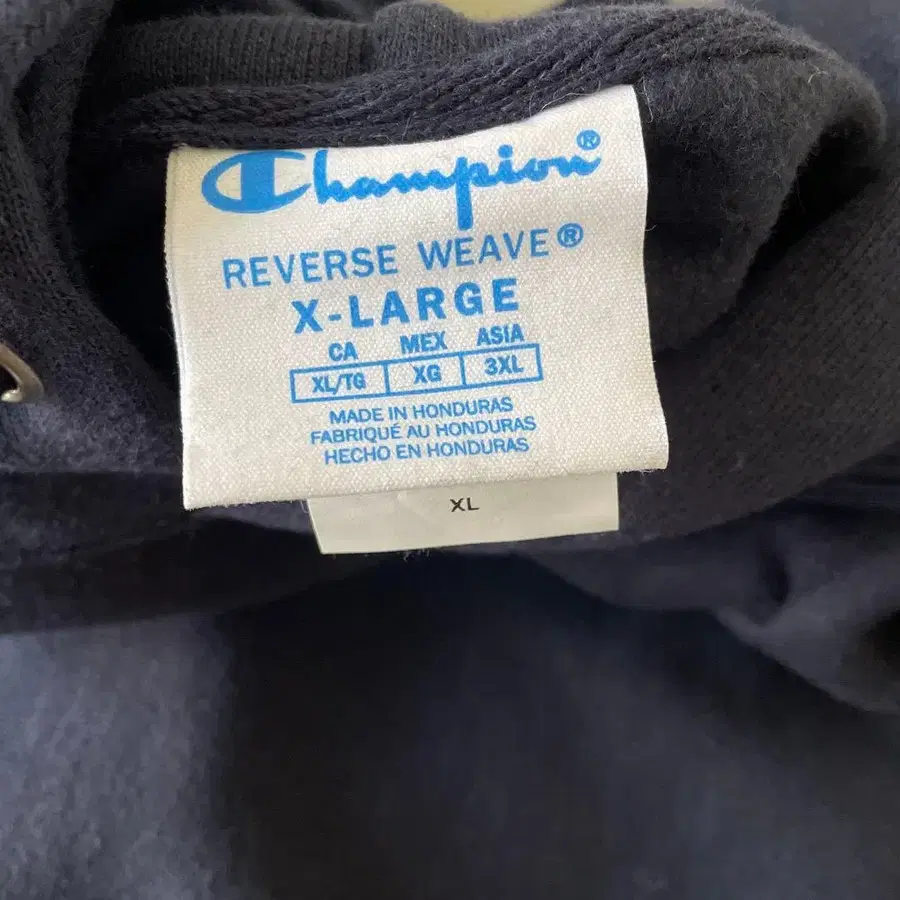 Champion®
REVERSE WEAVE®
X-LARGE
CA MEX ASIA
XL/TG XG 3XL
MADE IN HONDURAS
FABRIQUÉ AU HONDURAS
HECHO EN HONDURAS
XL